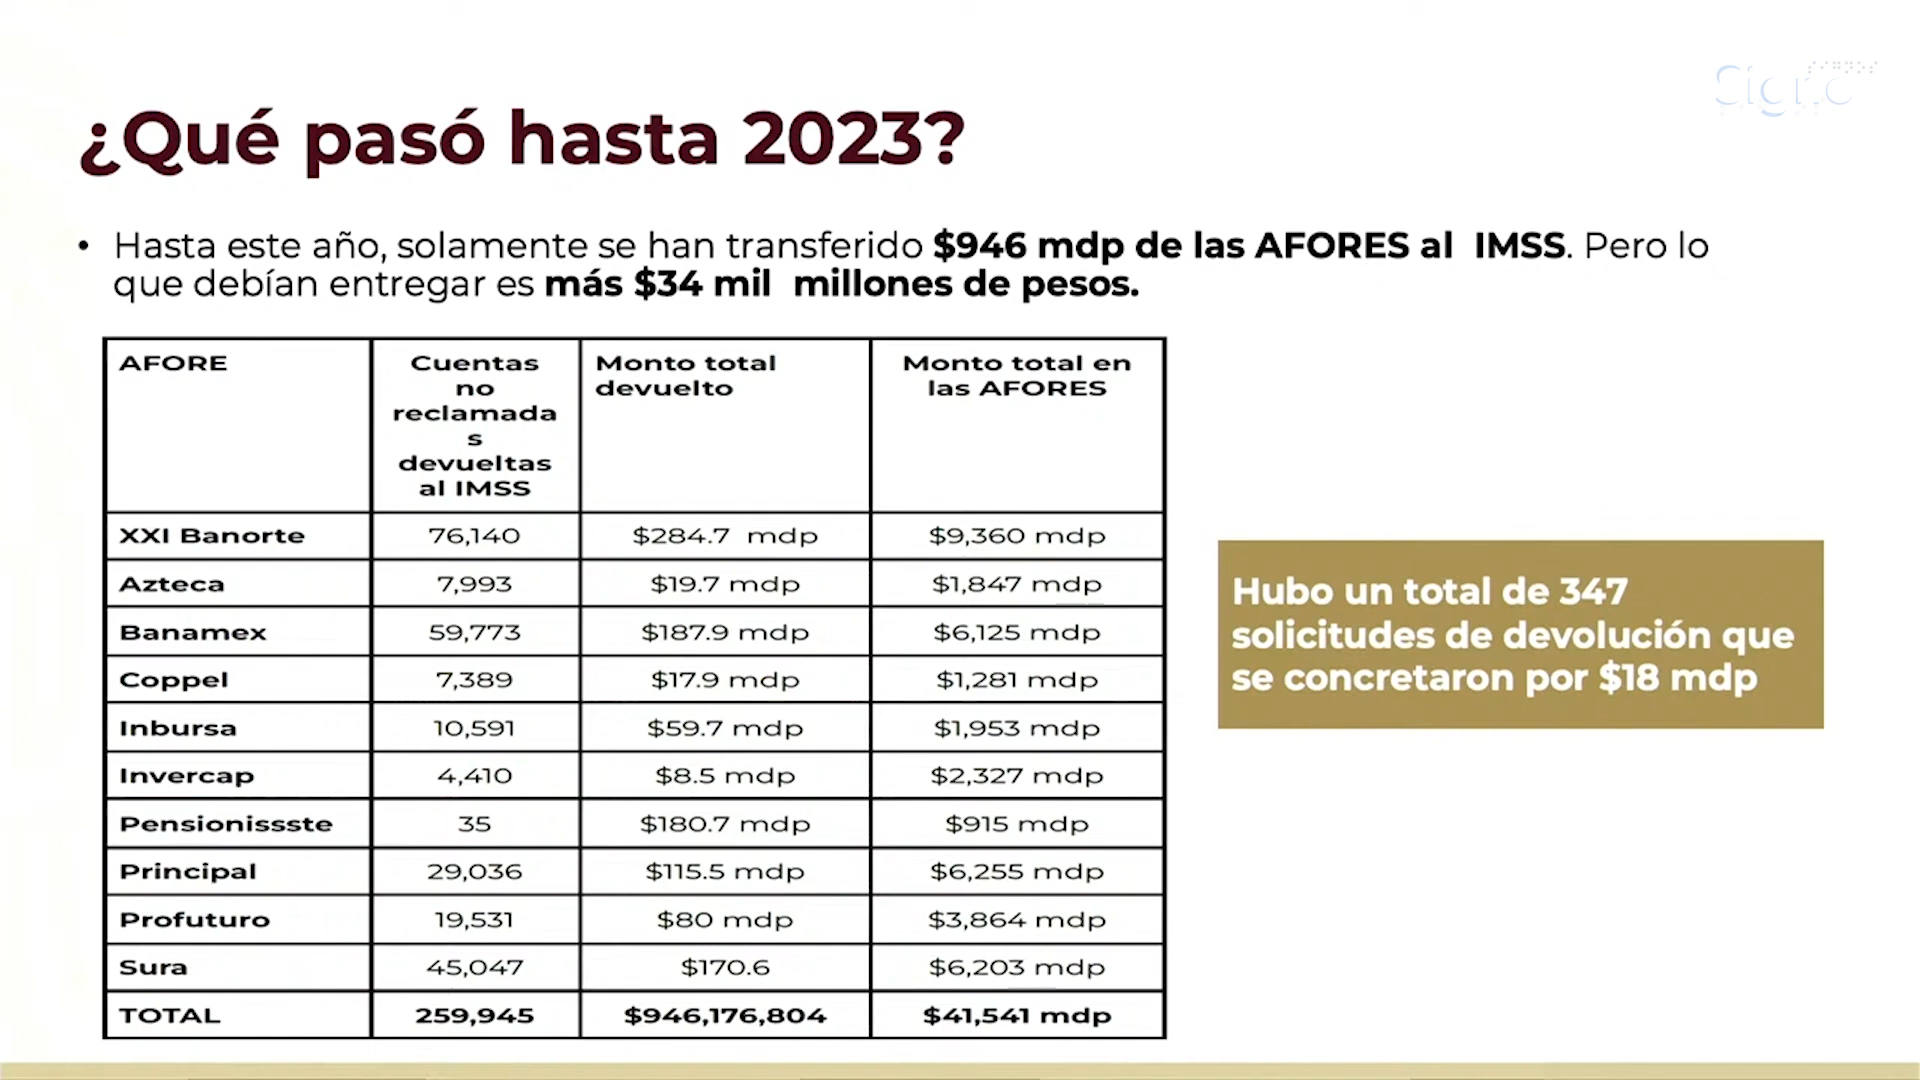 ¿Qué pasó hasta 2023?
• Hasta este año, solamente se han transferido $946 mdp de las AFORES al IMSS. Pero lo
que debían entregar es más $34 mil millones de pesos.
AFORE
Cuentas
no
reclamada
s
devueltas
al IMSS
Monto total
devuelto
Monto total en
las AFORES
XXI Banorte 76,140 $284.7 mdp $9,360 mdp
Azteca 7,993 $19.7 mdp $1,847 mdp
Banamex 59,773 $187.9 mdp $6,125 mdp
Coppel 7,389 $17.9 mdp $1,281 mdp
Inbursa 10,591 $59.7 mdp $1,953 mdp
Invercap 4,410 $8.5 mdp $2,327 mdp
Pensionissste 35 $180.7 mdp $915 mdp
Principal 29,036 $115.5 mdp $6,255 mdp
Profuturo 19,531 $80 mdp $3,864 mdp
Sura 45,047 $170.6 $6,203 mdp
TOTAL 259,945 $946,176,804 $41,541 mdp
Hubo un total de 347
solicitudes de devolución que
se concretaron por $18 mdp